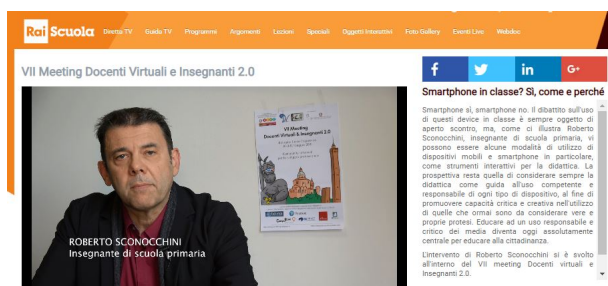 Rai Scuola Diretta TV Guida TV Programme Argomenti Lezioni Speciali Oggetti Interattivi Foto Gallery Eventi Live Webdoc
VII Meeting Docenti Virtuali e Insegnanti 2.0
VII Meeting
Docenti Virtuali & Insegnanti 2.0
ROBERTO SCONOCCHINI
Insegnante di scuola primaria
f in G+
Smartphone in classe? Sì, come e perché
Smartphone sì, smartphone no. Il dibattito sull'uso
di questi device in classe è sempre oggetto di
aperto scontro, ma, come ci illustra Roberto
Sconocchini, insegnante di scuola primaria, vi
possono essere alcune modalità di utilizzo di
dispositivi mobili e smartphone in particolare,
come strumenti interattivi per la didattica. La
prospettiva resta quella di considerare sempre la
didattica come guida all'uso competente e
responsabile di ogni tipo di dispositivo, al fine di
promuovere capacità critica e creativa nell'utilizzo
di quelle che ormai sono da considerare vere e
proprie protesi. Educare ad un uso responsabile e
critico dei media diventa oggi assolutamente
centrale per educare alla cittadinanza.
L'intervento di Roberto Sconocchini si è svolto
all'interno del VII meeting Docenti virtuali e
Insegnanti 2.0.